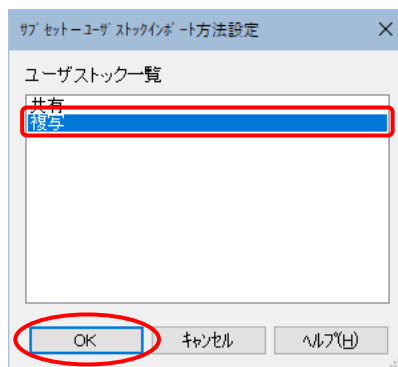 ｻﾌﾞｾｯﾄーﾕｰｻﾞｽﾄｯｸｲﾝﾎﾟｰﾄ方法設定
ユーザストック一覧
共有
複写
OK ｷｬﾝｾﾙ ﾍﾙﾌﾟ(H)